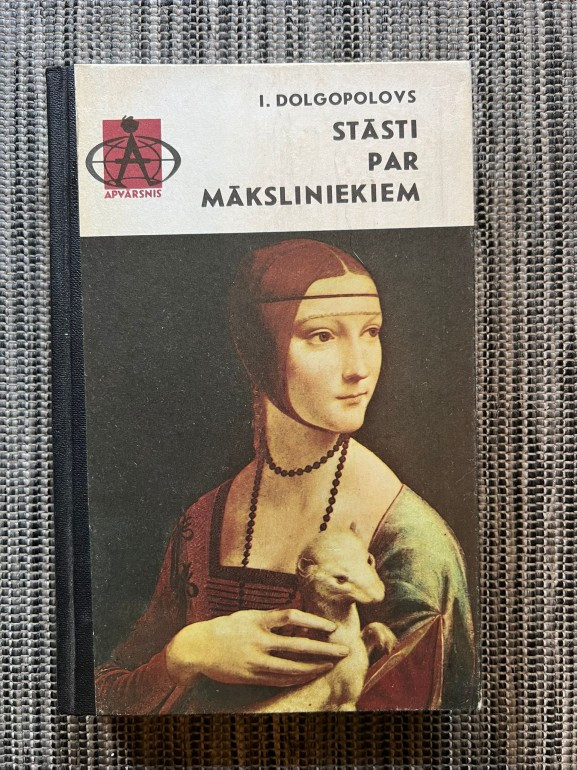 I. DOLGOPOLOVS
STĀSTI
PAR
MĀKSLINIEKIEM
A
APVĀRSNIS